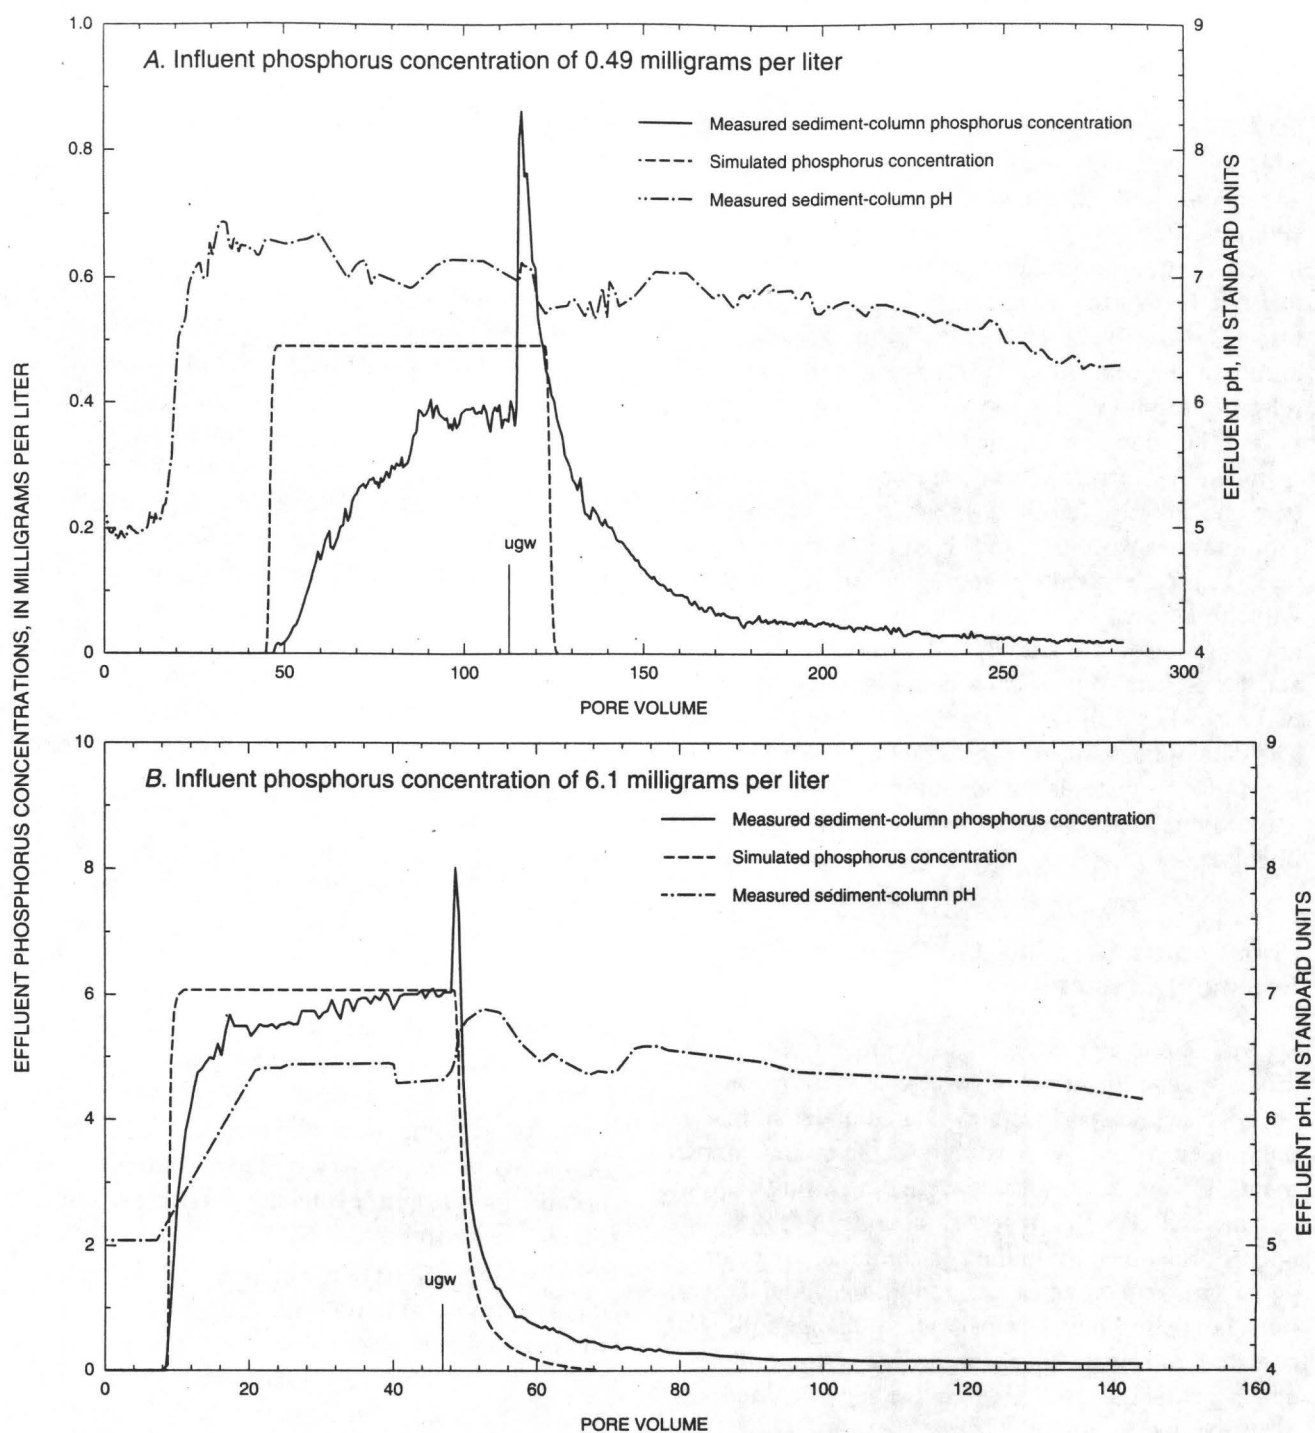 A. Influent phosphorus concentration of 0.49 milligrams per liter
Measured sediment-column phosphorus concentration
Simulated phosphorus concentration
Measured sediment-column pH
1.0
0.8
0.6
0.4
0.2
0
9
8
7
6
5
4
ugw
0 50 100 150 200 250 300
PORE VOLUME
EFFLUENT pH, IN STANDARD UNITS
EFFLUENT PHOSPHORUS CONCENTRATIONS, IN MILLIGRAMS PER LITER
B. Influent phosphorus concentration of 6.1 milligrams per liter
Measured sediment-column phosphorus concentration
Simulated phosphorus concentration
Measured sediment-column pH
10
8
6
4
2
0
9
8
7
6
5
4
ugw
0 20 40 60 80 100 120 140 160
PORE VOLUME
EFFLUENT pH, IN STANDARD UNITS